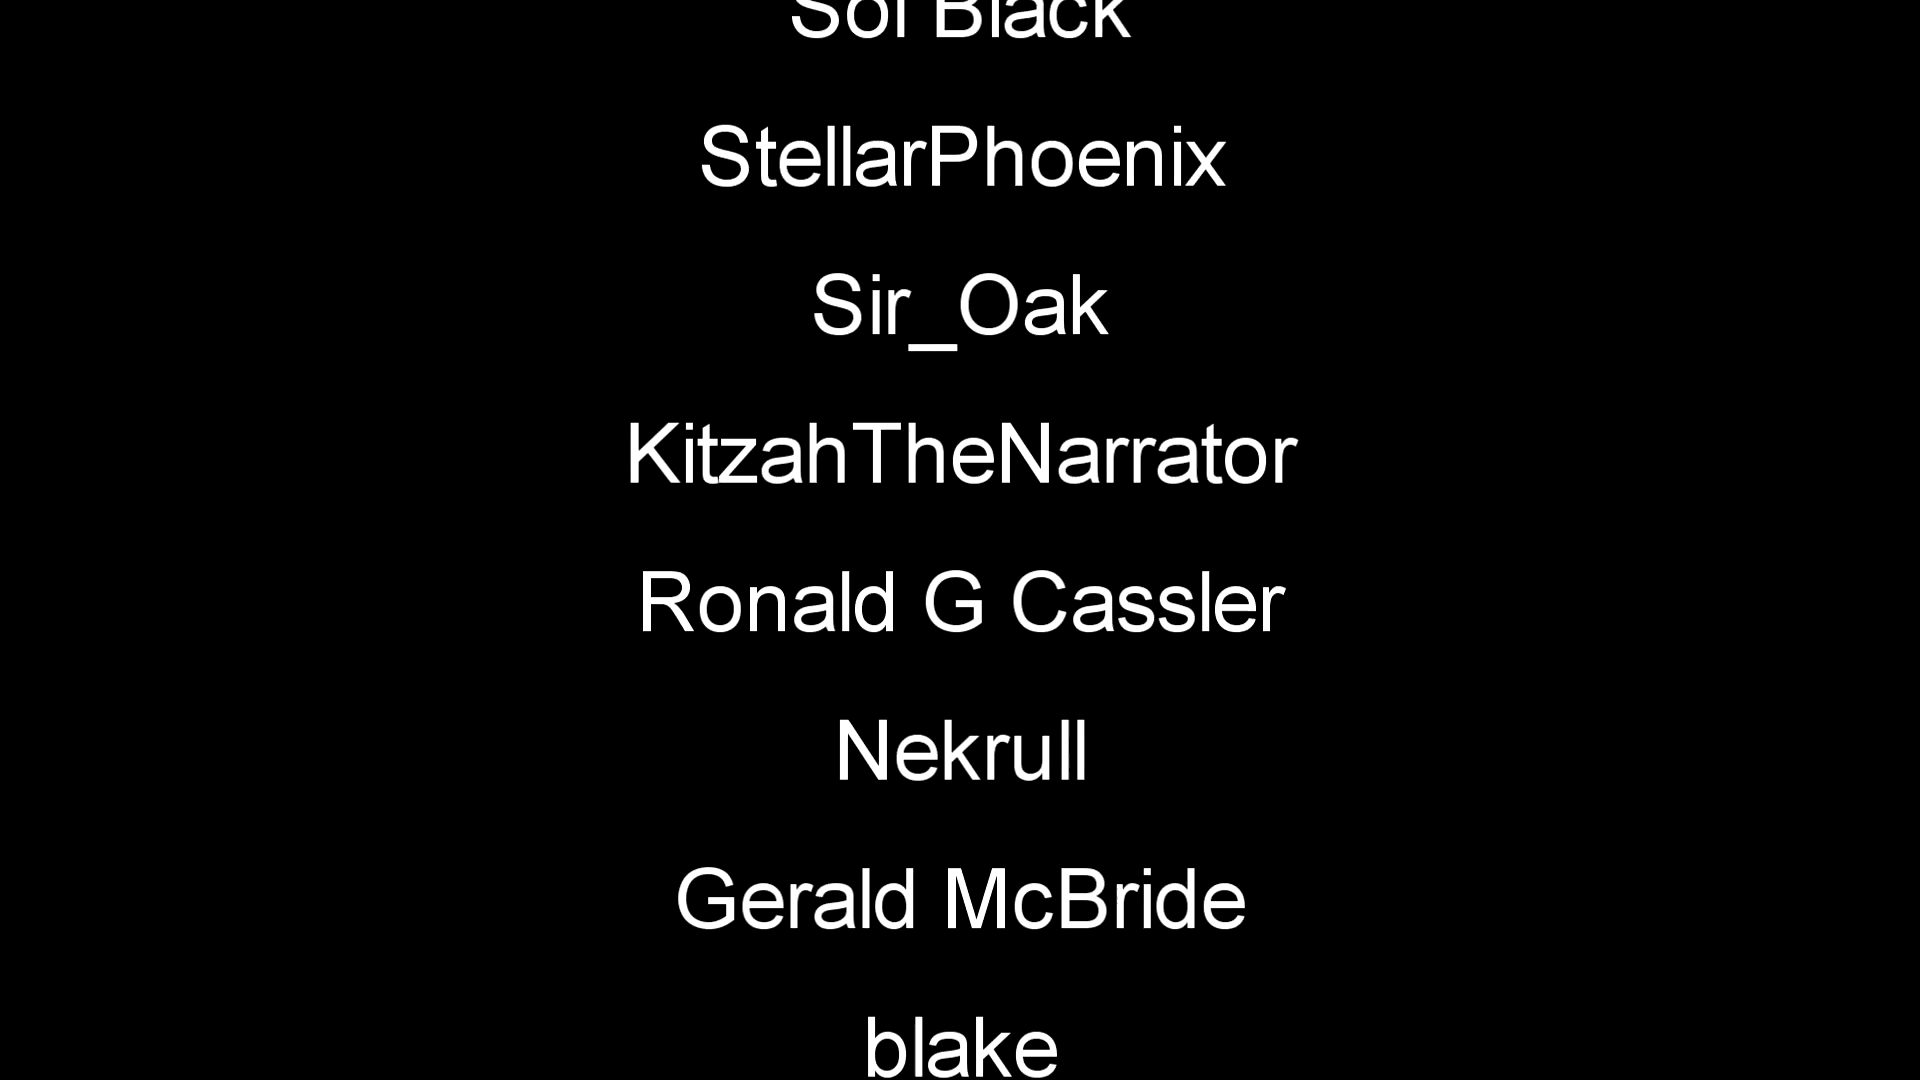 Sol Black
StellarPhoenix
Sir_Oak
KitzahTheNarrator
Ronald G Cassler
Nekrull
Gerald McBride
blake